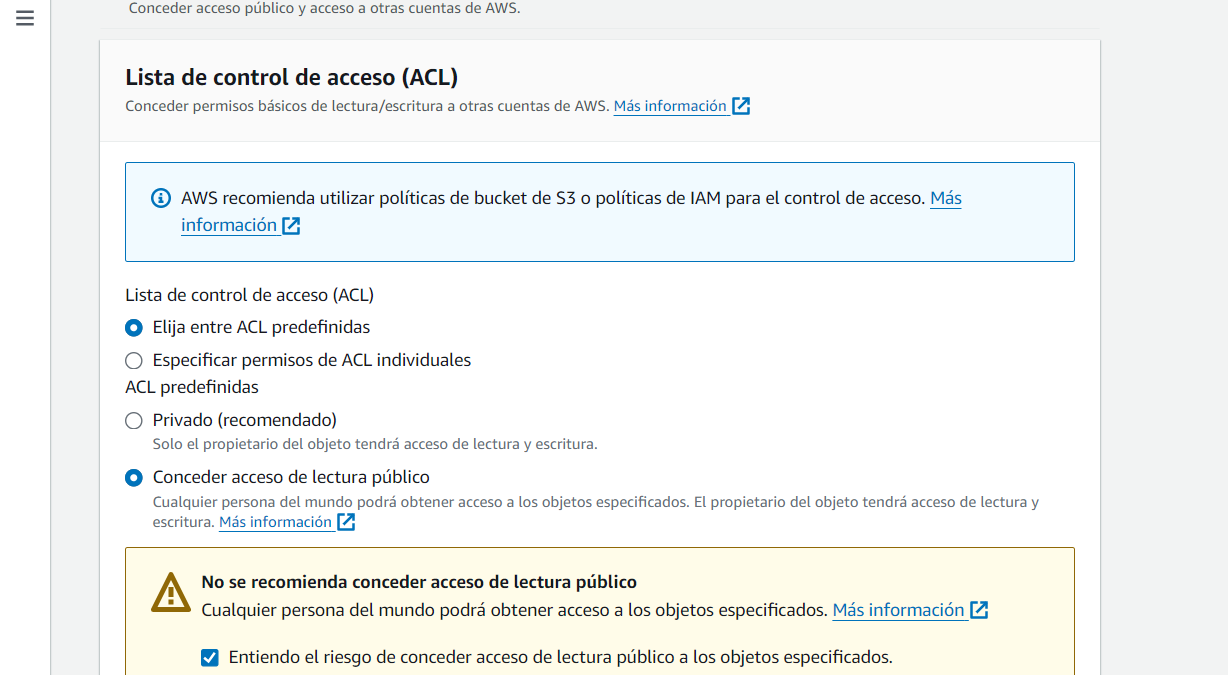 Conceder acceso público y acceso a otras cuentas de AWS.
Lista de control de acceso (ACL)
Conceder permisos básicos de lectura/escritura a otras cuentas de AWS. Más información
AWS recomienda utilizar políticas de bucket de S3 o políticas de IAM para el control de acceso. Más
información
Lista de control de acceso (ACL)
Elija entre ACL predefinidas
Especificar permisos de ACL individuales
ACL predefinidas
Privado (recomendado)
Solo el propietario del objeto tendrá acceso de lectura y escritura.
Conceder acceso de lectura público
Cualquier persona del mundo podrá obtener acceso a los objetos especificados. El propietario del objeto tendrá acceso de lectura y
escritura. Más información
No se recomienda conceder acceso de lectura público
Cualquier persona del mundo podrá obtener acceso a los objetos especificados. Más información
Entiendo el riesgo de conceder acceso de lectura público a los objetos especificados.